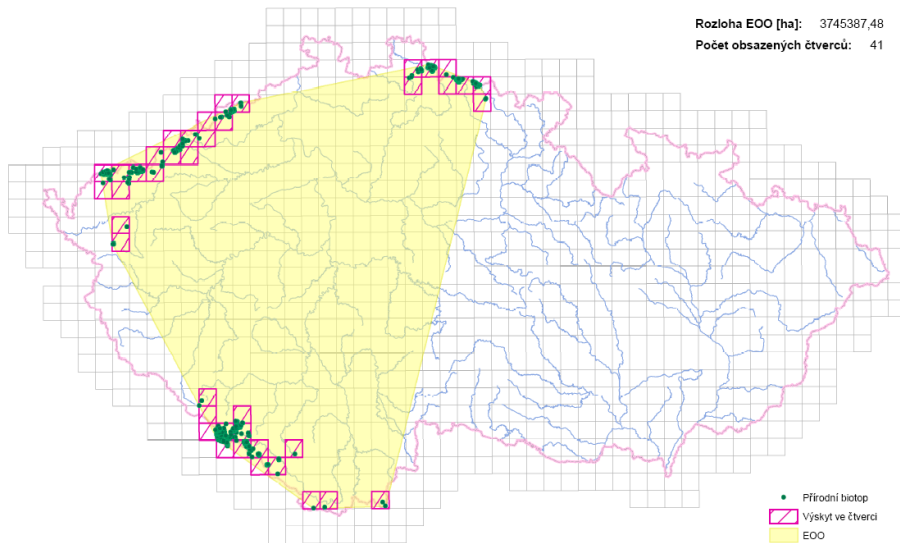 Rozloha EOO [ha]: 3745387,48
Počet obsazených čtverců: 41
Přírodní biotop
Výskyt ve čtverci
EOO